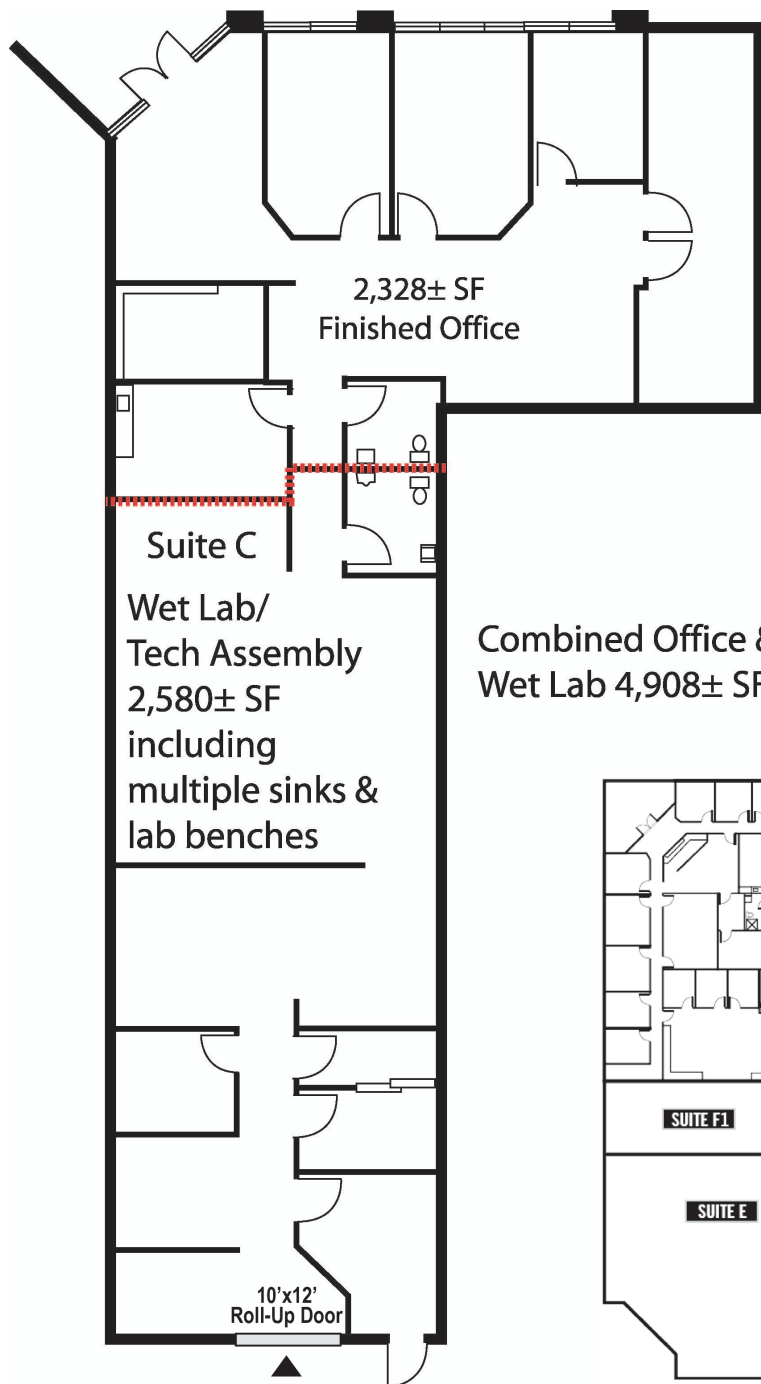 2,328± SF
Finished Office
Suite C
Wet Lab/
Tech Assembly
2,580± SF
including
multiple sinks &
lab benches
Combined Office &
Wet Lab 4,908± SF
SUITE F1
SUITE E
10'x12'
Roll-Up Door